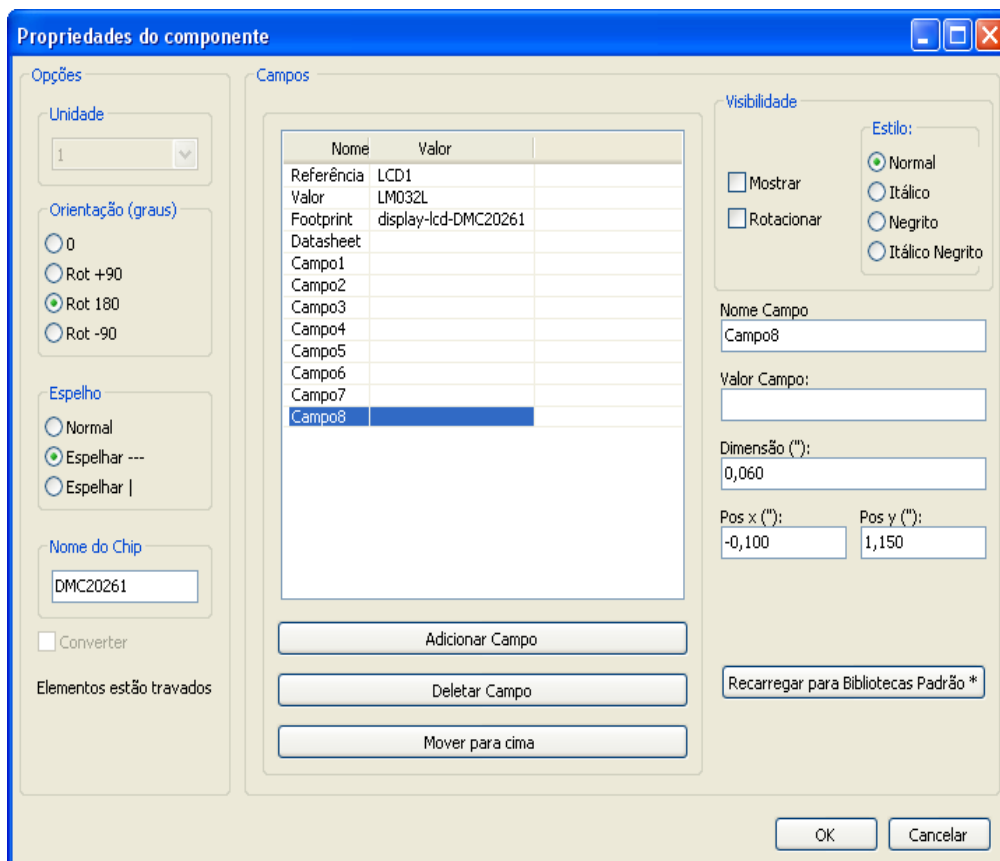 Propriedades do componente
Opções
Unidade
1
Orientação (graus)
0
Rot +90
Rot 180
Rot -90
Espelho
Normal
Espelhar ---
Espelhar |
Nome do Chip
DMC20261
Converter
Elementos estão travados
Campos
Nome Valor
Referência LCD1
Valor LM032L
Footprint display-lcd-DMC20261
Datasheet
Campo1
Campo2
Campo3
Campo4
Campo5
Campo6
Campo7
Campo8
Adicionar Campo
Deletar Campo
Mover para cima
Visibilidade
Mostrar
Rotacionar
Estilo:
Normal
Itálico
Negrito
Itálico Negrito
Nome Campo
Campo8
Valor Campo:
Dimensão ("):
0,060
Pos x ("): Pos y ("):
-0,100 1,150
Recarregar para Bibliotecas Padrão *
OK Cancelar